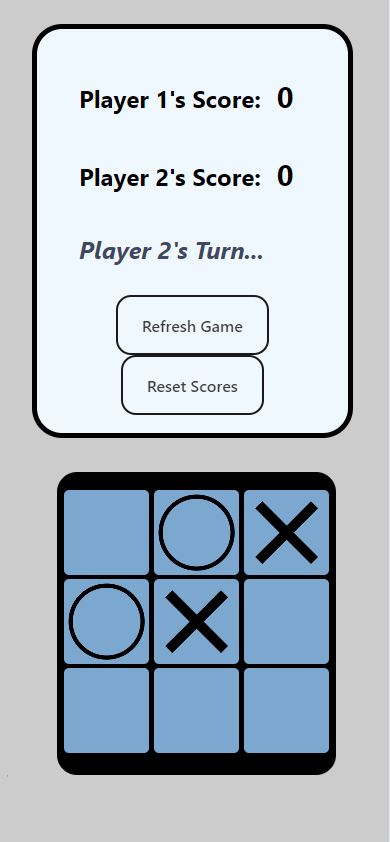 Player 1's Score: 0
Player 2's Score: 0
Player 2's Turn...
Refresh Game
Reset Scores